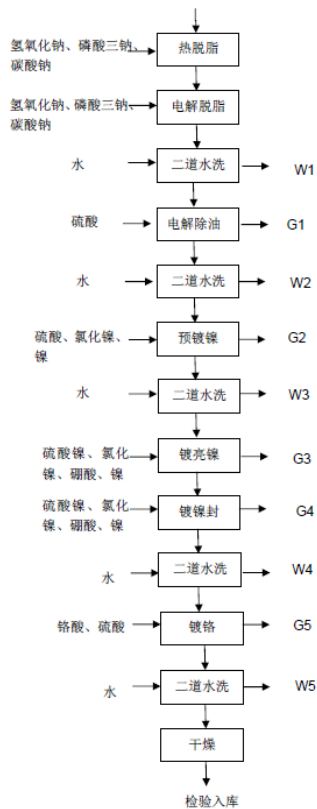 热脱脂
氢氧化钠、磷酸三钠、
碳酸钠
电解脱脂
氢氧化钠、磷酸三钠、
碳酸钠
水
二道水洗
W1
硫酸
电解除油
G1
水
二道水洗
W2
硫酸、氯化镍、
镍
预镀镍
G2
水
二道水洗
W3
硫酸镍、氯化
镍、硼酸、镍
镀亮镍
G3
硫酸镍、氯化
镍、硼酸、镍
镀镍封
G4
水
二道水洗
W4
铬酸、硫酸
镀铬
G5
水
二道水洗
W5
干燥
检验入库